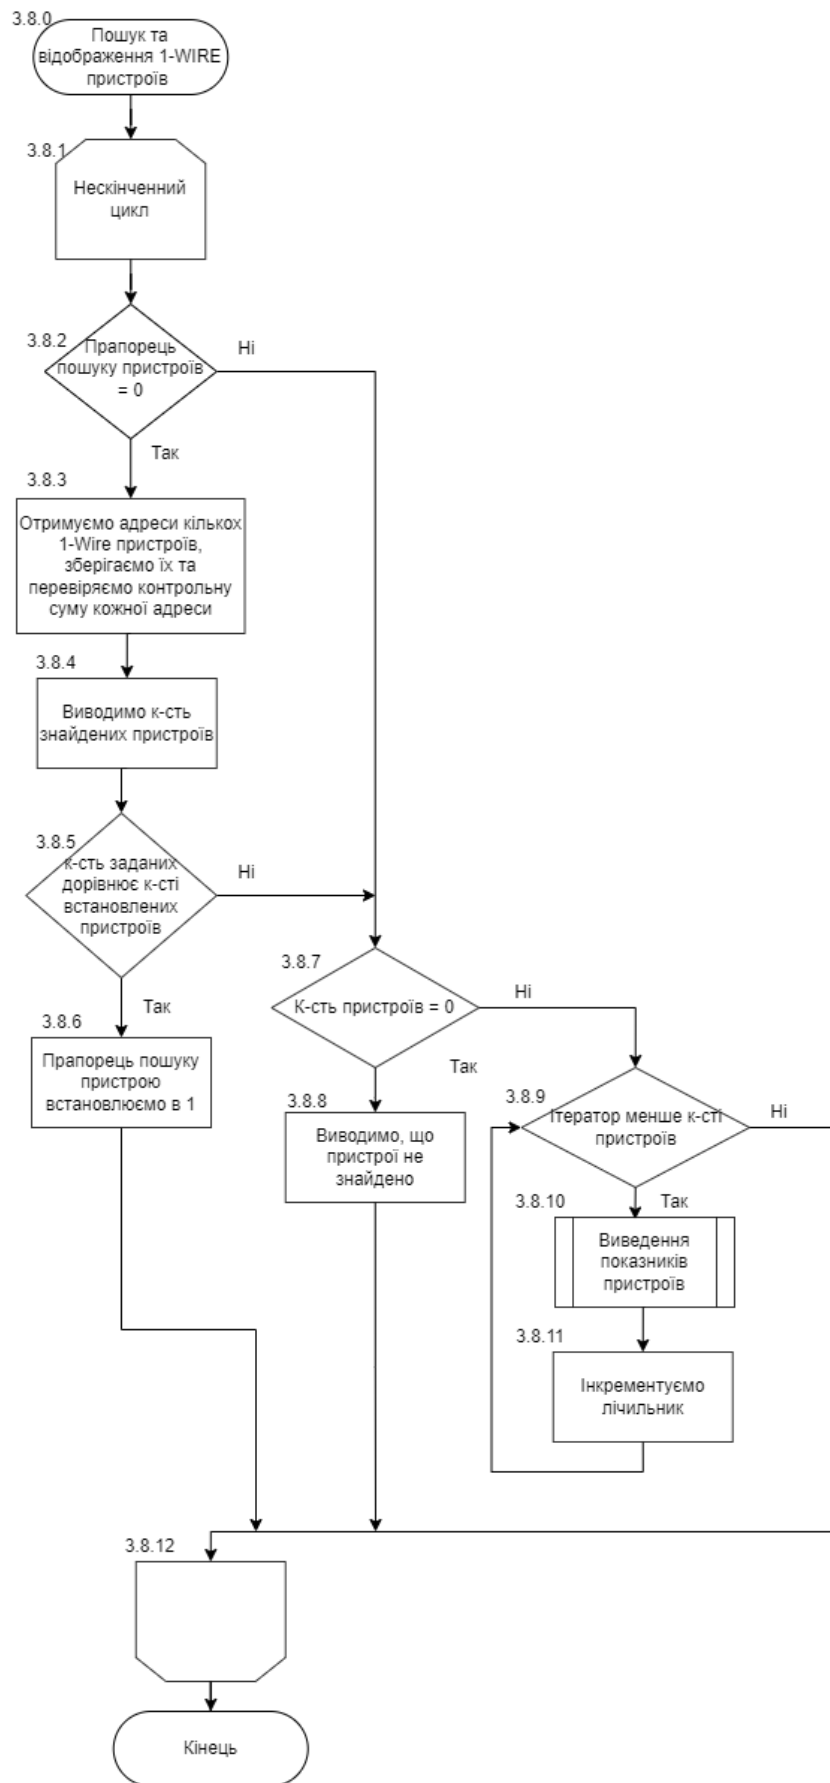 3.8.0
Пошук та
відображення 1-WIRE
пристроїв
3.8.1
Нескінченний
цикл
3.8.2
Прапорець
пошуку пристроїв
= 0
Ні
Так
3.8.3
Отримуємо адреси кількох
1-Wire пристроїв,
зберігаємо їх та
перевіряємо контрольну
суму кожної адреси
3.8.4
Виводимо к-сть
знайдених пристроїв
3.8.5
к-сть заданих
дорівнює к-сті
встановлених
пристроїв
Ні
Так
3.8.6
Прапорець пошуку
пристрою
встановлюємо в 1
3.8.7
К-сть пристроїв = 0
Ні
Так
3.8.8
Виводимо, що
пристрої не
знайдено
3.8.9
Ітератор менше к-сті
пристроїв
Ні
Так
3.8.10
Виведення
показників
пристроїв
3.8.11
Інкрементуємо
лічильник
3.8.12
Кінець